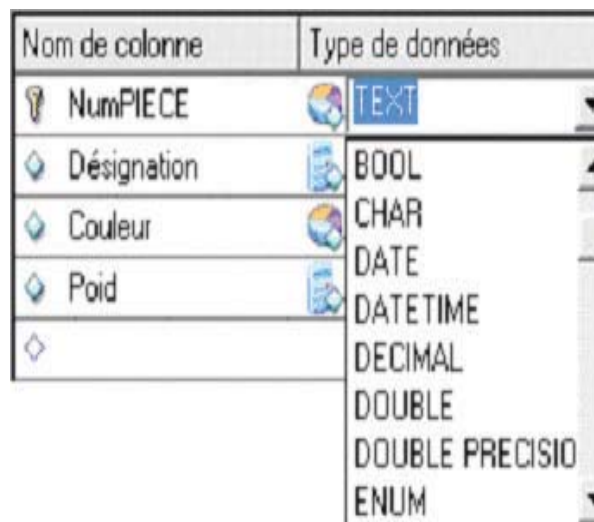 Nom de colonne Type de données
NumPIECE TEXT
Désignation BOOL
CHAR
Couleur
DATE
Poid
DATETIME
DECIMAL
DOUBLE
DOUBLE PRECISIO
ENUM